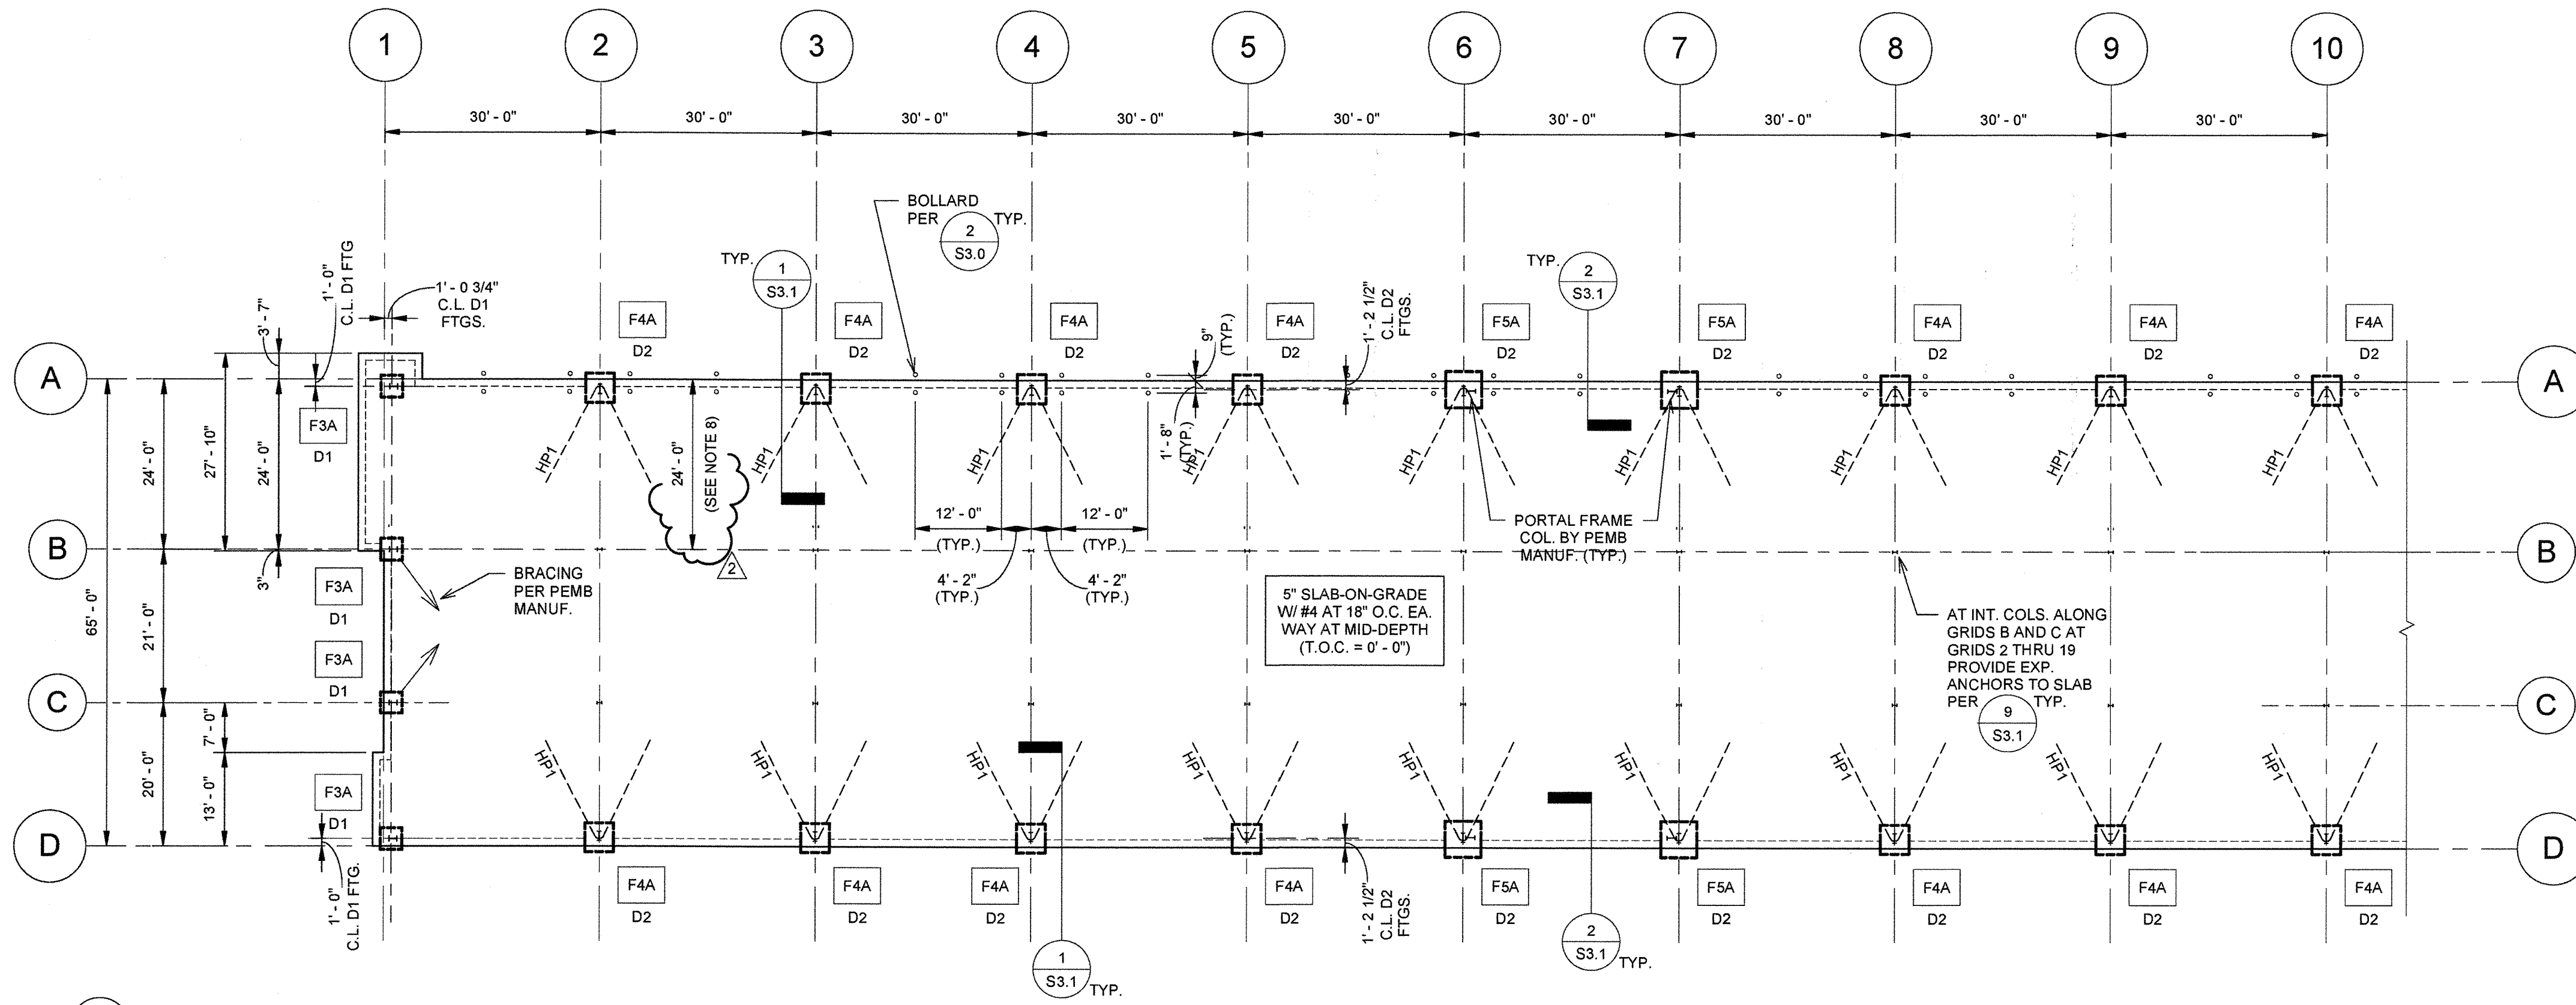 1 2 3 4 5 6 7 8 9 10
30' - 0" 30' - 0" 30' - 0" 30' - 0" 30' - 0" 30' - 0" 30' - 0" 30' - 0" 30' - 0"
BOLLARD
PER
2
S3.0
TYP.
TYP.
1
S3.1
TYP.
2
S3.1
3' - 7"
1' - 0"
C.L. D1 FTG
1' - 0 3/4"
C.L. D1
FTGS.
9"
(TYP.)
1' - 2 1/2"
C.L. D2
FTGS.
F4A
D2
F4A
D2
F4A
D2
F4A
D2
F5A
D2
F5A
D2
F4A
D2
F4A
D2
F4A
D2
A
A
F3A
D1
24' - 0"
27' - 10"
24' - 0"
1' - 8"
(TYP.)
HP1 HP1 HP1 HP1 HP1 HP1 HP1 HP1 HP1
24' - 0"
(SEE NOTE 8)
2
12' - 0"
(TYP.)
12' - 0"
(TYP.)
4' - 2"
(TYP.)
4' - 2"
(TYP.)
PORTAL FRAME
COL. BY PEMB
MANUF. (TYP.)
B
B
3"
F3A
D1
BRACING
PER PEMB
MANUF.
65' - 0"
21' - 0"
5" SLAB-ON-GRADE
W/ #4 AT 18" O.C. EA.
WAY AT MID-DEPTH
(T.O.C. = 0' - 0")
AT INT. COLS. ALONG
GRIDS B AND C AT
GRIDS 2 THRU 19
PROVIDE EXP.
ANCHORS TO SLAB
PER
9
S3.1
TYP.
F3A
D1
C
C
20' - 0"
7' - 0"
13' - 0"
F3A
D1
HP1 HP1 HP1 HP1 HP1 HP1 HP1 HP1 HP1
D
D
1' - 0"
C.L. D1 FTG.
F4A
D2
F4A
D2
F4A
D2
F4A
D2
1' - 2 1/2"
C.L. D2
FTGS.
F5A
D2
F5A
D2
F4A
D2
F4A
D2
F4A
D2
1
S3.1
TYP.
2
S3.1
TYP.